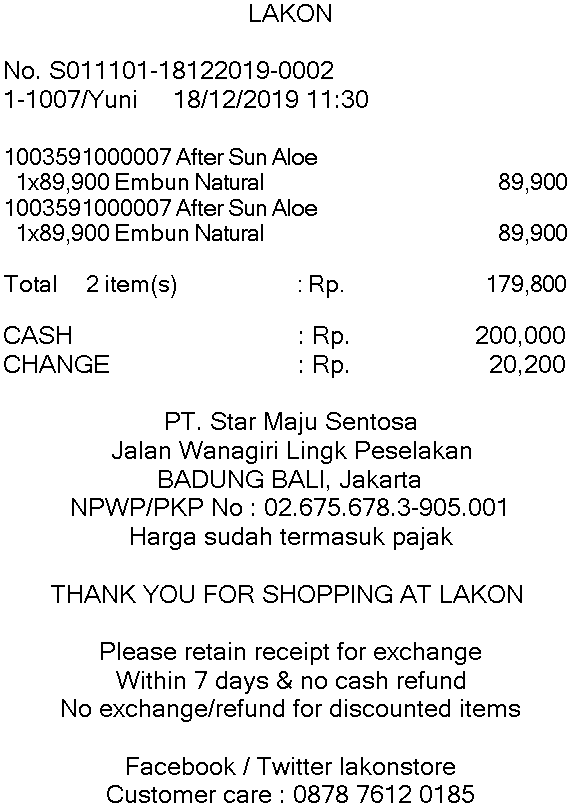 LAKON
No. S011101-18122019-0002
1-1007/Yuni 18/12/2019 11:30
1003591000007 After Sun Aloe
1x89,900 Embun Natural 89,900
1003591000007 After Sun Aloe
1x89,900 Embun Natural 89,900
Total 2 item(s) : Rp. 179,800
CASH : Rp. 200,000
CHANGE : Rp. 20,200
PT. Star Maju Sentosa
Jalan Wanagiri Lingk Peselakan
BADUNG BALI, Jakarta
NPWP/PKP No : 02.675.678.3-905.001
Harga sudah termasuk pajak
THANK YOU FOR SHOPPING AT LAKON
Please retain receipt for exchange
Within 7 days & no cash refund
No exchange/refund for discounted items
Facebook / Twitter lakonstore
Customer care : 0878 7612 0185